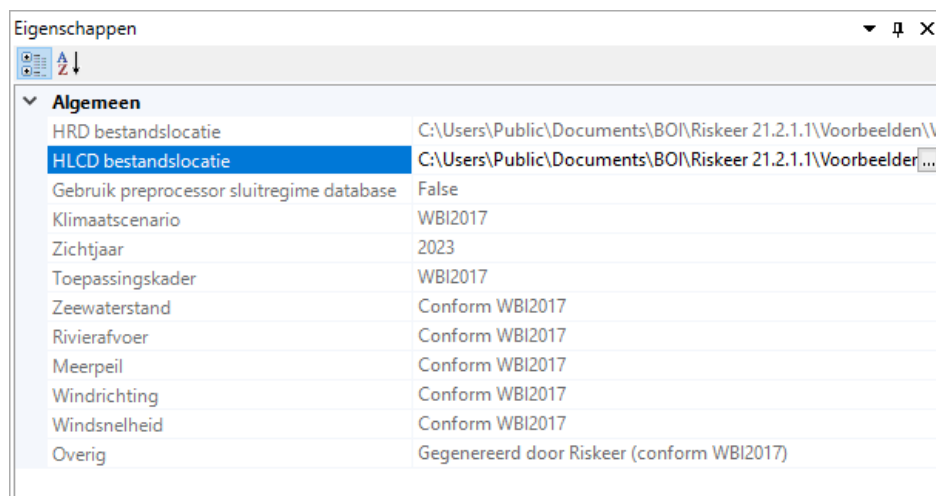 Eigenschappen
Algemeen
HRD bestandslocatie C:\Users\Public\Documents\BOI\Riskeer 21.2.1.1\Voorbeelden\
HLCD bestandslocatie C:\Users\Public\Documents\BOI\Riskeer 21.2.1.1\Voorbeelden ...
Gebruik preprocessor sluitregime database False
Klimaatscenario WBI2017
Zichtjaar 2023
Toepassingskader WBI2017
Zeewaterstand Conform WBI2017
Rivierafvoer Conform WBI2017
Meerpeil Conform WBI2017
Windrichting Conform WBI2017
Windsnelheid Conform WBI2017
Overig Gegenereerd door Riskeer (conform WBI2017)